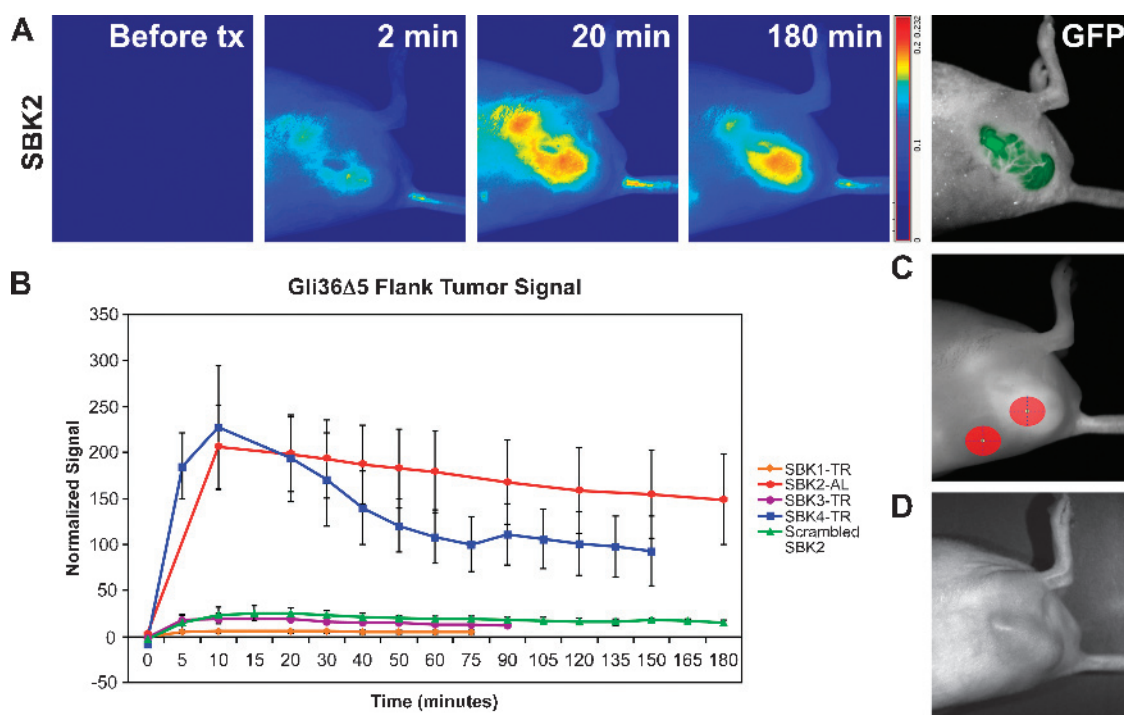 A
Before tx
2 min
20 min
180 min
GFP
SBK2
0.232
0.2
0.1
0
B
Gli36Δ5 Flank Tumor Signal
Normalized Signal
350
300
250
200
150
100
50
0
-50
0 5 10 15 20 30 40 50 60 75 90 105 120 135 150 165 180
Time (minutes)
SBK1-TR
SBK2-AL
SBK3-TR
SBK4-TR
Scrambled
SBK2
C
D